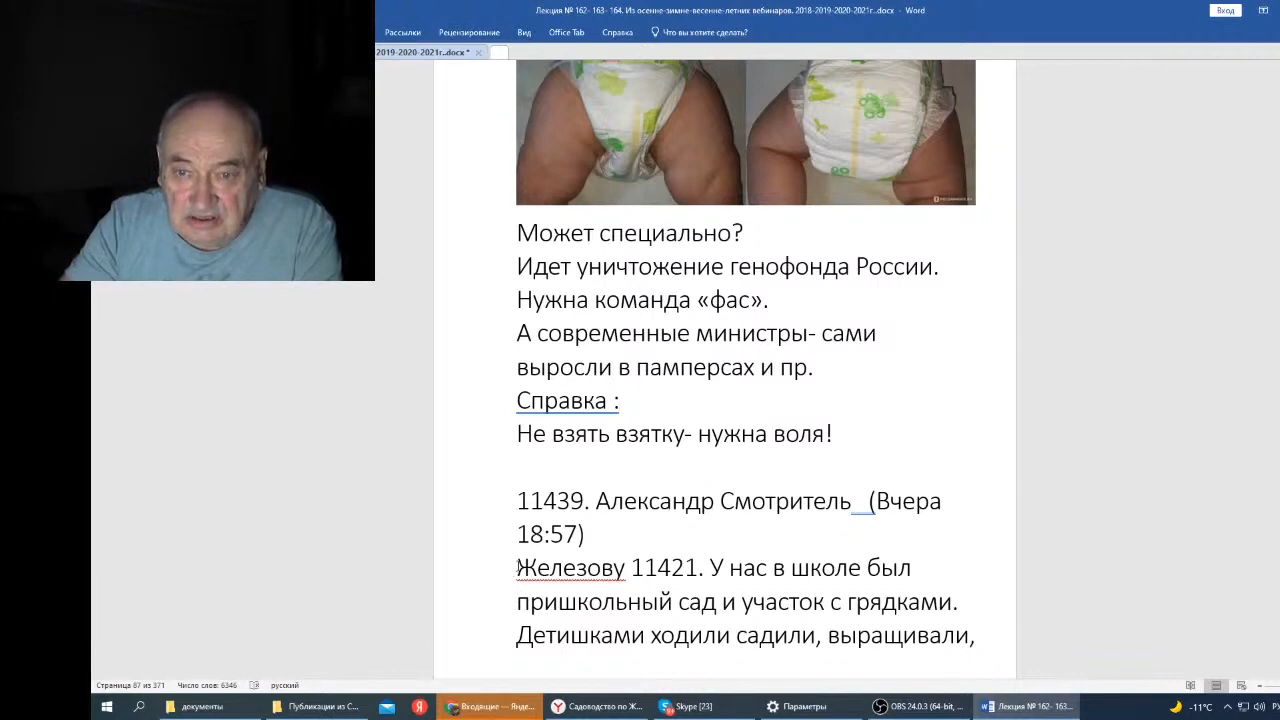 Лекция № 162- 163- 164. Из осенне-зимне-весенне-летних вебинаров. 2018-2019-2020-2021г..docx - Word
Вход
Рассылки Рецензирование Вид Office Tab Справка Что вы хотите сделать?
2019-2020-2021г..docx *
Может специально?
Идет уничтожение генофонда России.
Нужна команда «фас».
А современные министры- сами
выросли в памперсах и пр.
Справка :
Не взять взятку- нужна воля!
11439. Александр Смотритель (Вчера
18:57)
Железову 11421. У нас в школе был
пришкольный сад и участок с грядками.
Детишками ходили садили, выращивали,
Страница 87 из 371 Число слов: 6346 русский
документы Публикации из С... Входящие — Янде... Садоводство по Ж... Skype [23] Параметры OBS 24.0.3 (64-bit, ... Лекция № 162- 163...